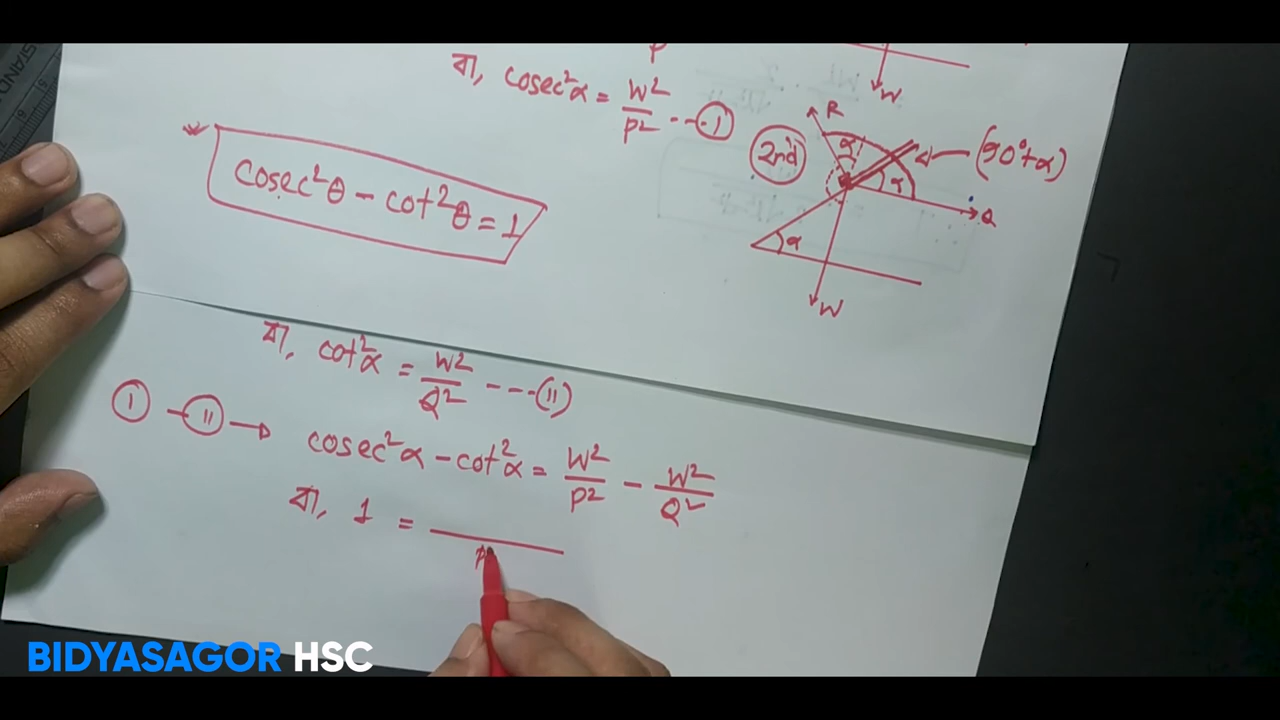 P
W
বা, cosec²α = W²/P² --- (i)
R
2nd
α
(90°+α)
α
Q
α
W
cosec²θ - cot²θ = 1
বা, cot²α = W²/Q² ---- (ii)
(i) - (ii) → cosec²α - cot²α = W²/P² - W²/Q²
বা, 1 =
P
BIDYASAGOR HSC